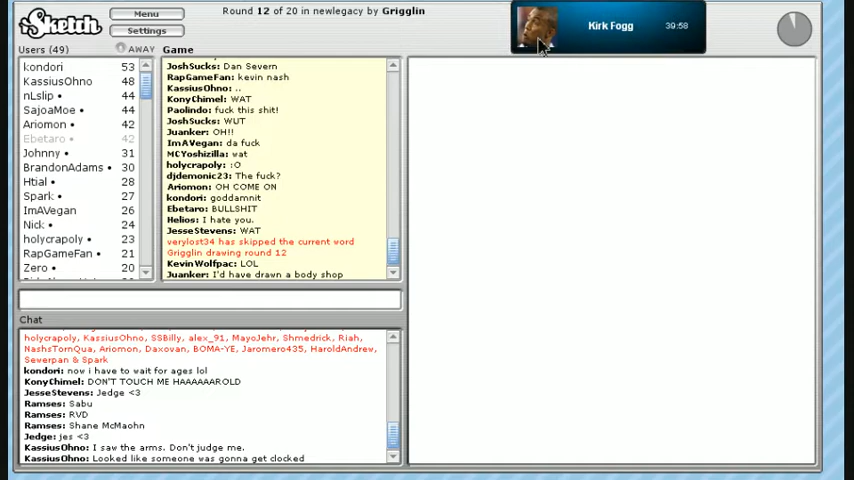 iSketch
Menu
Settings
Round 12 of 20 in newlegacy by Grigglin
Kirk Fogg
39:58
Users (49)
AWAY
Game
kondori 53
KassiusOhno 48
nLslip • 44
SajoaMoe • 44
Ariomon • 42
Ebetaro • 42
Johnny • 31
BrandonAdams • 30
Htial • 28
Spark • 27
ImAVegan 26
Nick • 24
holycrapoly • 23
RapGameFan • 21
Zero • 20
JoshSucks: Dan Severn
RapGameFan: kevin nash
KassiusOhno: ..
KonyChimel: WAT
Paolindo: fuck this shit!
JoshSucks: WUT
Juanker: OH!!
ImAVegan: da fuck
MCYoshizilla: wat
holycrapoly: :O
djdemonic23: The fuck?
Ariomon: OH COME ON
kondori: goddamnit
Ebetaro: BULLSHIT
Helios: I hate you.
JesseStevens: WAT
verylost34 has skipped the current word
Grigglin drawing round 12
KevinWolfpac: LOL
Juanker: I'd have drawn a body shop
Chat
holycrapoly, KassiusOhno, SSBilly, alex_91, MayoJehr, Shmedrick, Riah,
NashsTornQua, Ariomon, Daxovan, BOMA-YE, Jaromero435, HaroldAndrew,
Sewerpan & Spark
kondori: now i have to wait for ages lol
KonyChimel: DON'T TOUCH ME HAAAAAAROLD
JesseStevens: Jedge <3
Ramses: Sabu
Ramses: RVD
Ramses: Shane McMaohn
Jedge: jes <3
KassiusOhno: I saw the arms. Don't judge me.
KassiusOhno: Looked like someone was gonna get clocked